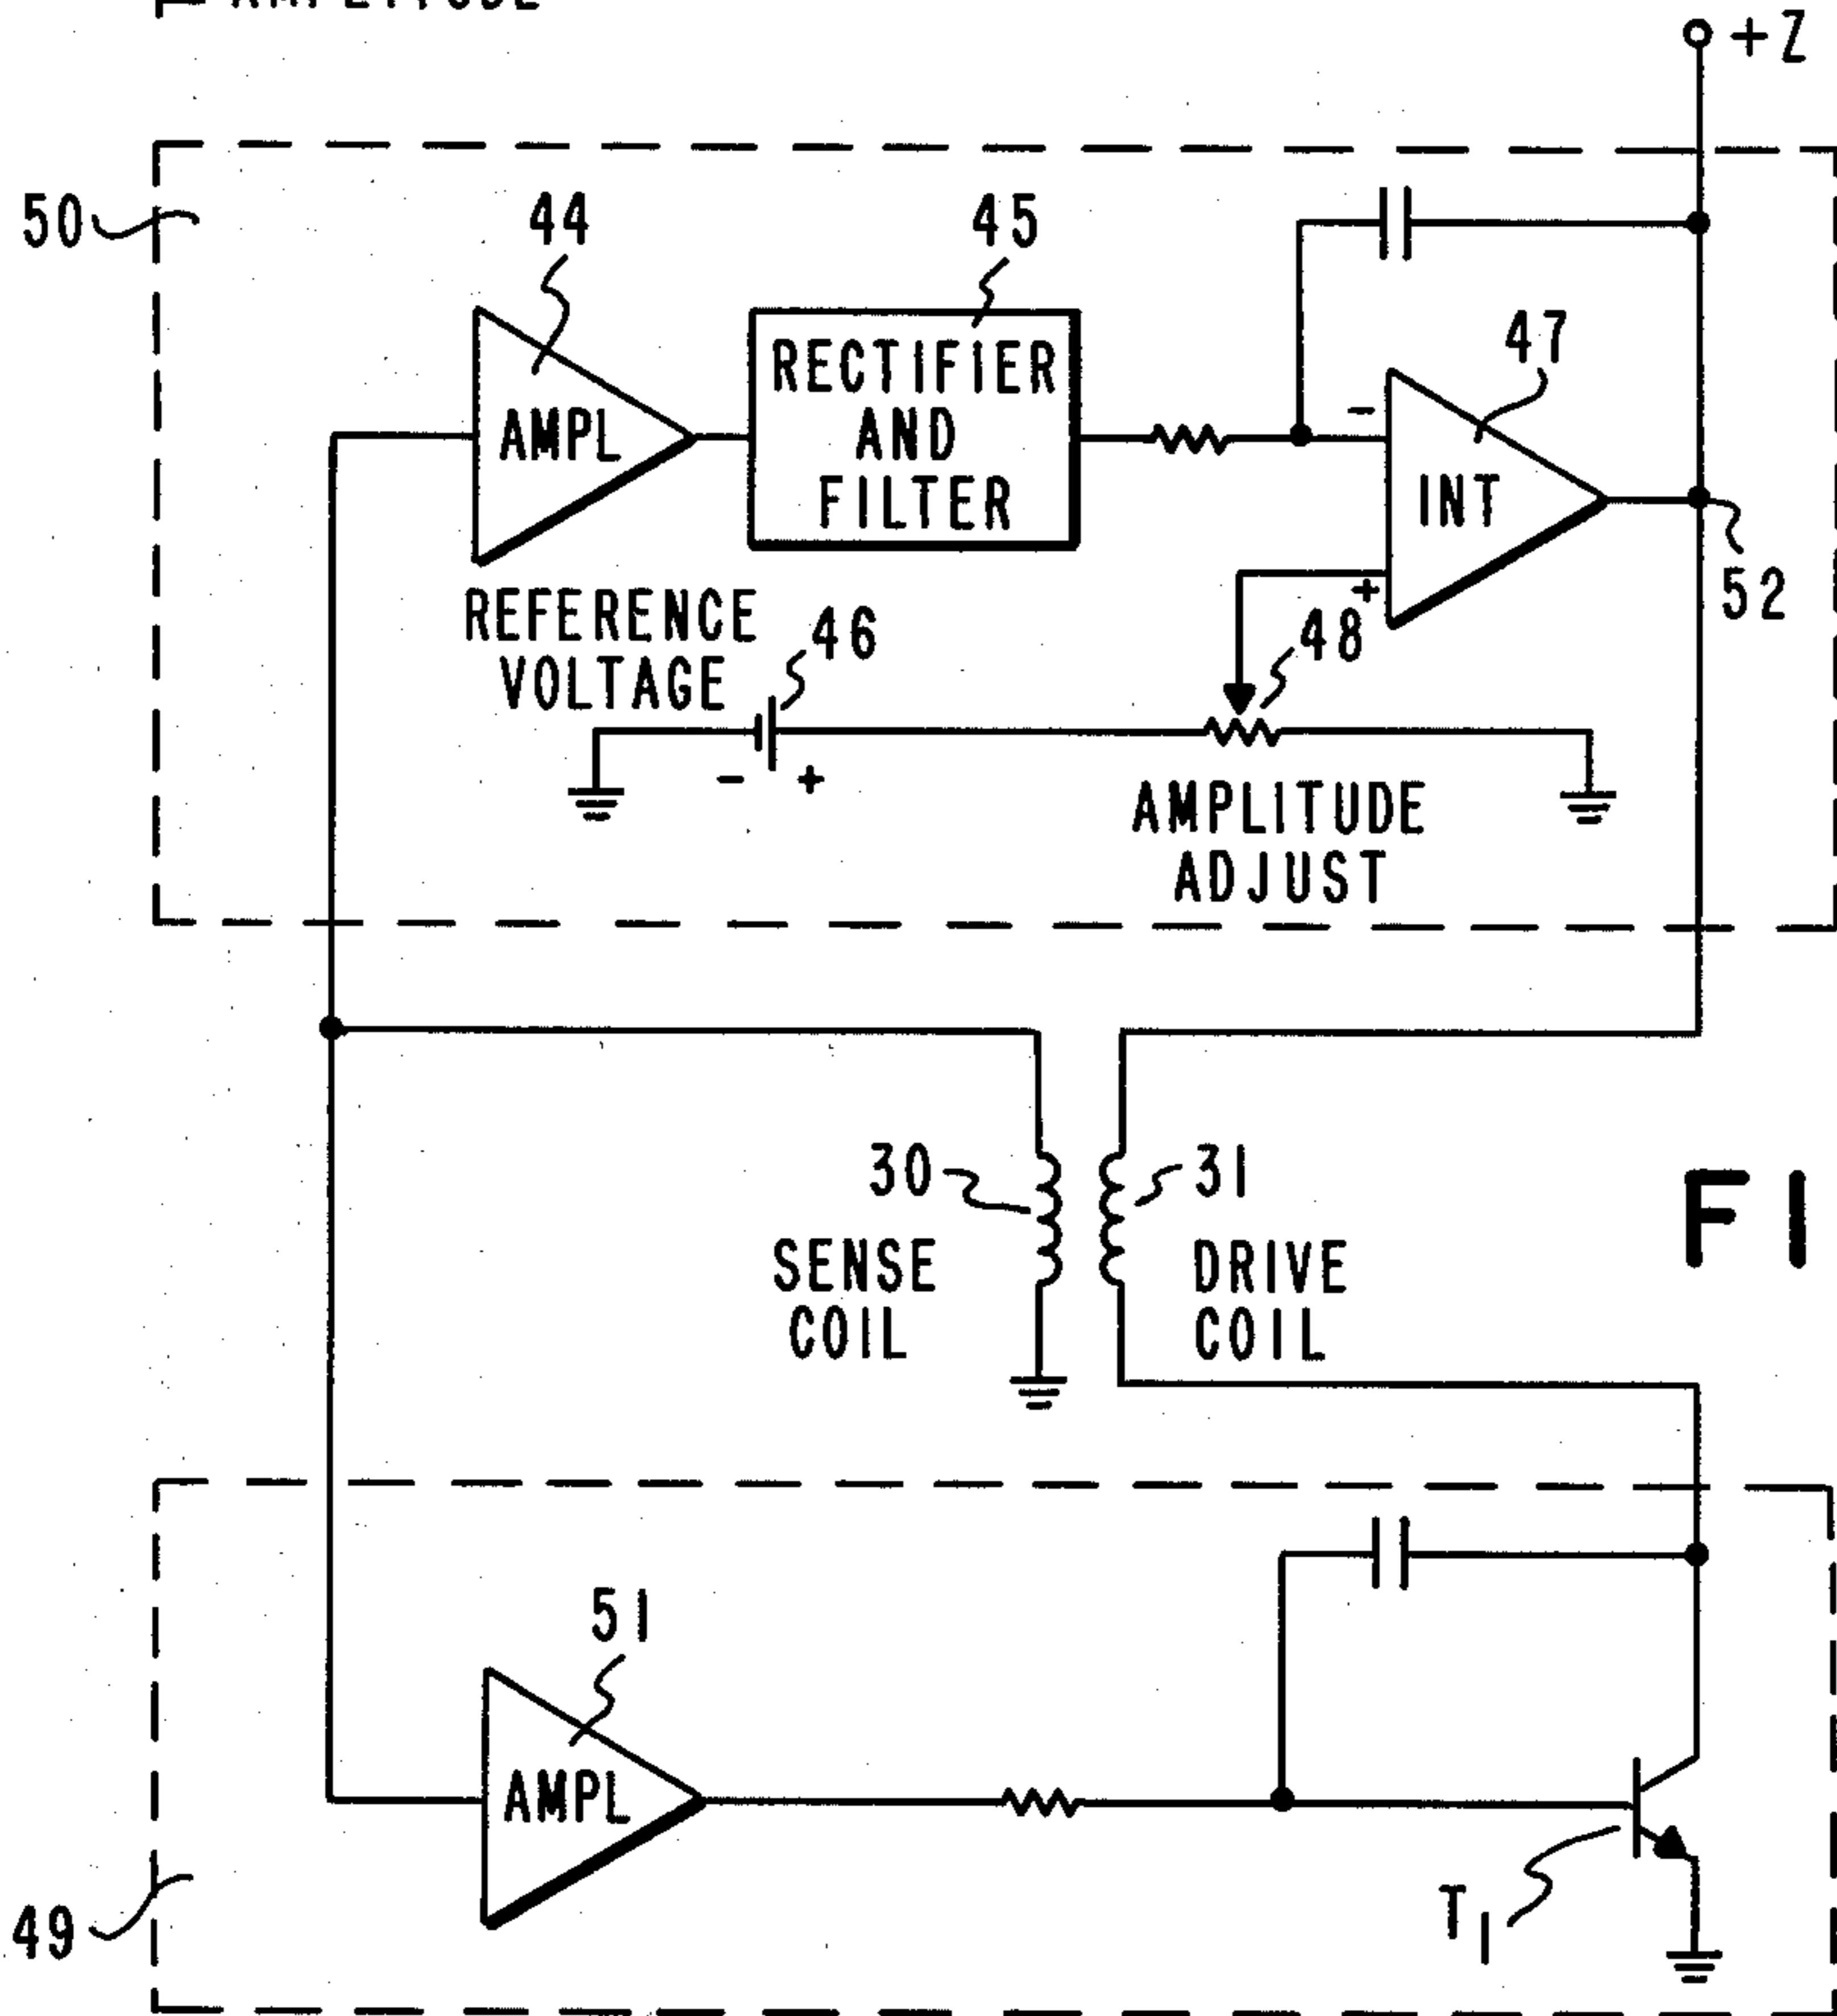 +Z
50
44
45
47
AMPL
RECTIFIER
AND
FILTER
-
INT
+
52
REFERENCE
VOLTAGE
46
48
- +
AMPLITUDE
ADJUST
30
31
SENSE
COIL
DRIVE
COIL
FI
51
AMPL
49
T1